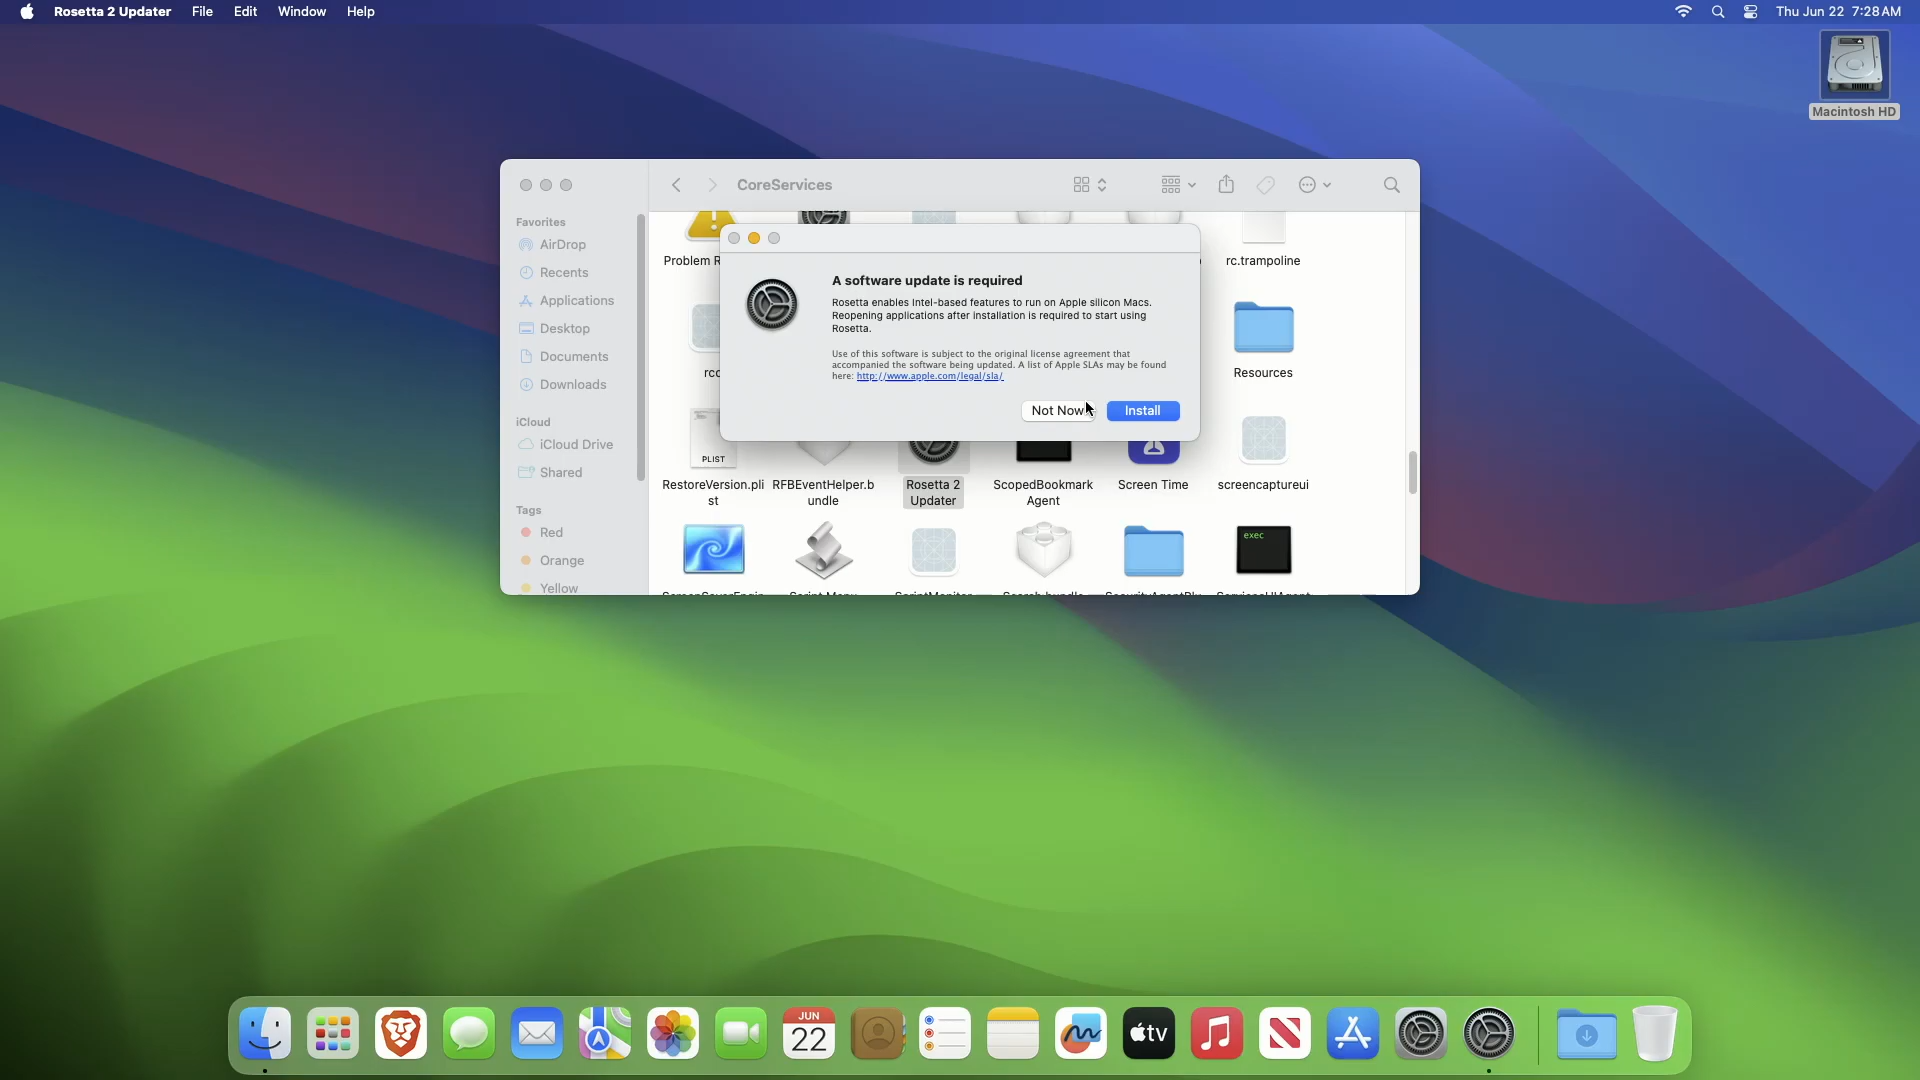 Rosetta 2 Updater File Edit Window Help
Thu Jun 22 7:28 AM
Macintosh HD
CoreServices
Favorites
AirDrop
Recents
Applications
Desktop
Documents
Downloads
iCloud
iCloud Drive
Shared
Tags
Red
Orange
Yellow
Problem R
rc.trampoline
A software update is required
Rosetta enables Intel-based features to run on Apple silicon Macs.
Reopening applications after installation is required to start using
Rosetta.
Use of this software is subject to the original license agreement that
accompanied the software being updated. A list of Apple SLAs may be found
here: http://www.apple.com/legal/sla/
Not Now
Install
Resources
PLIST
RestoreVersion.pli
st
RFBEventHelper.b
undle
Rosetta 2
Updater
ScopedBookmark
Agent
Screen Time
screencaptureui
exec
JUN
22
tv